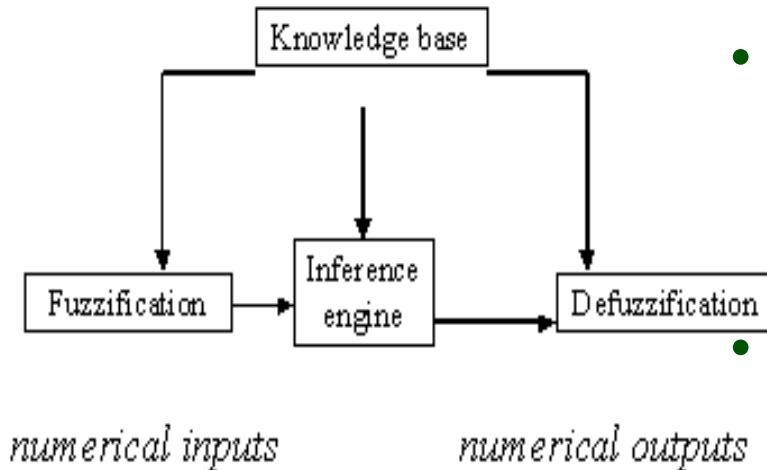 Knowledge base
Fuzzification
Inference
engine
Defuzzification
numerical inputs
numerical outputs